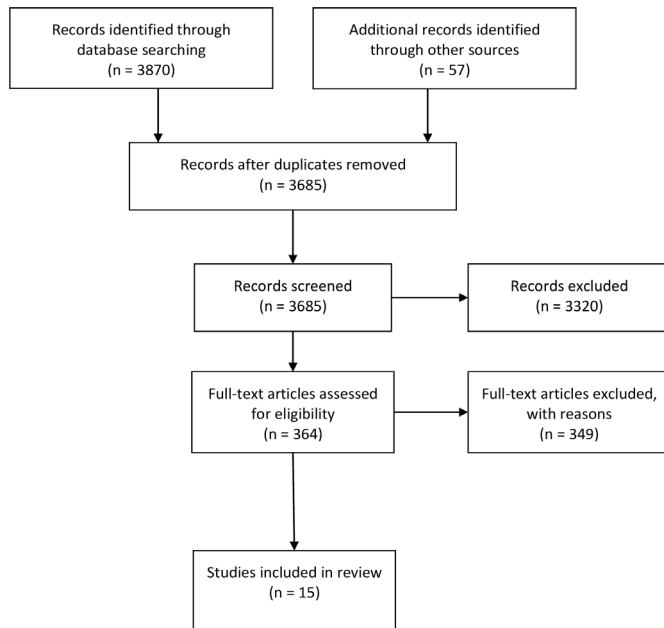 Records identified through
database searching
(n = 3870)
Additional records identified
through other sources
(n = 57)
Records after duplicates removed
(n = 3685)
Records screened
(n = 3685)
Records excluded
(n = 3320)
Full-text articles assessed
for eligibility
(n = 364)
Full-text articles excluded,
with reasons
(n = 349)
Studies included in review
(n = 15)